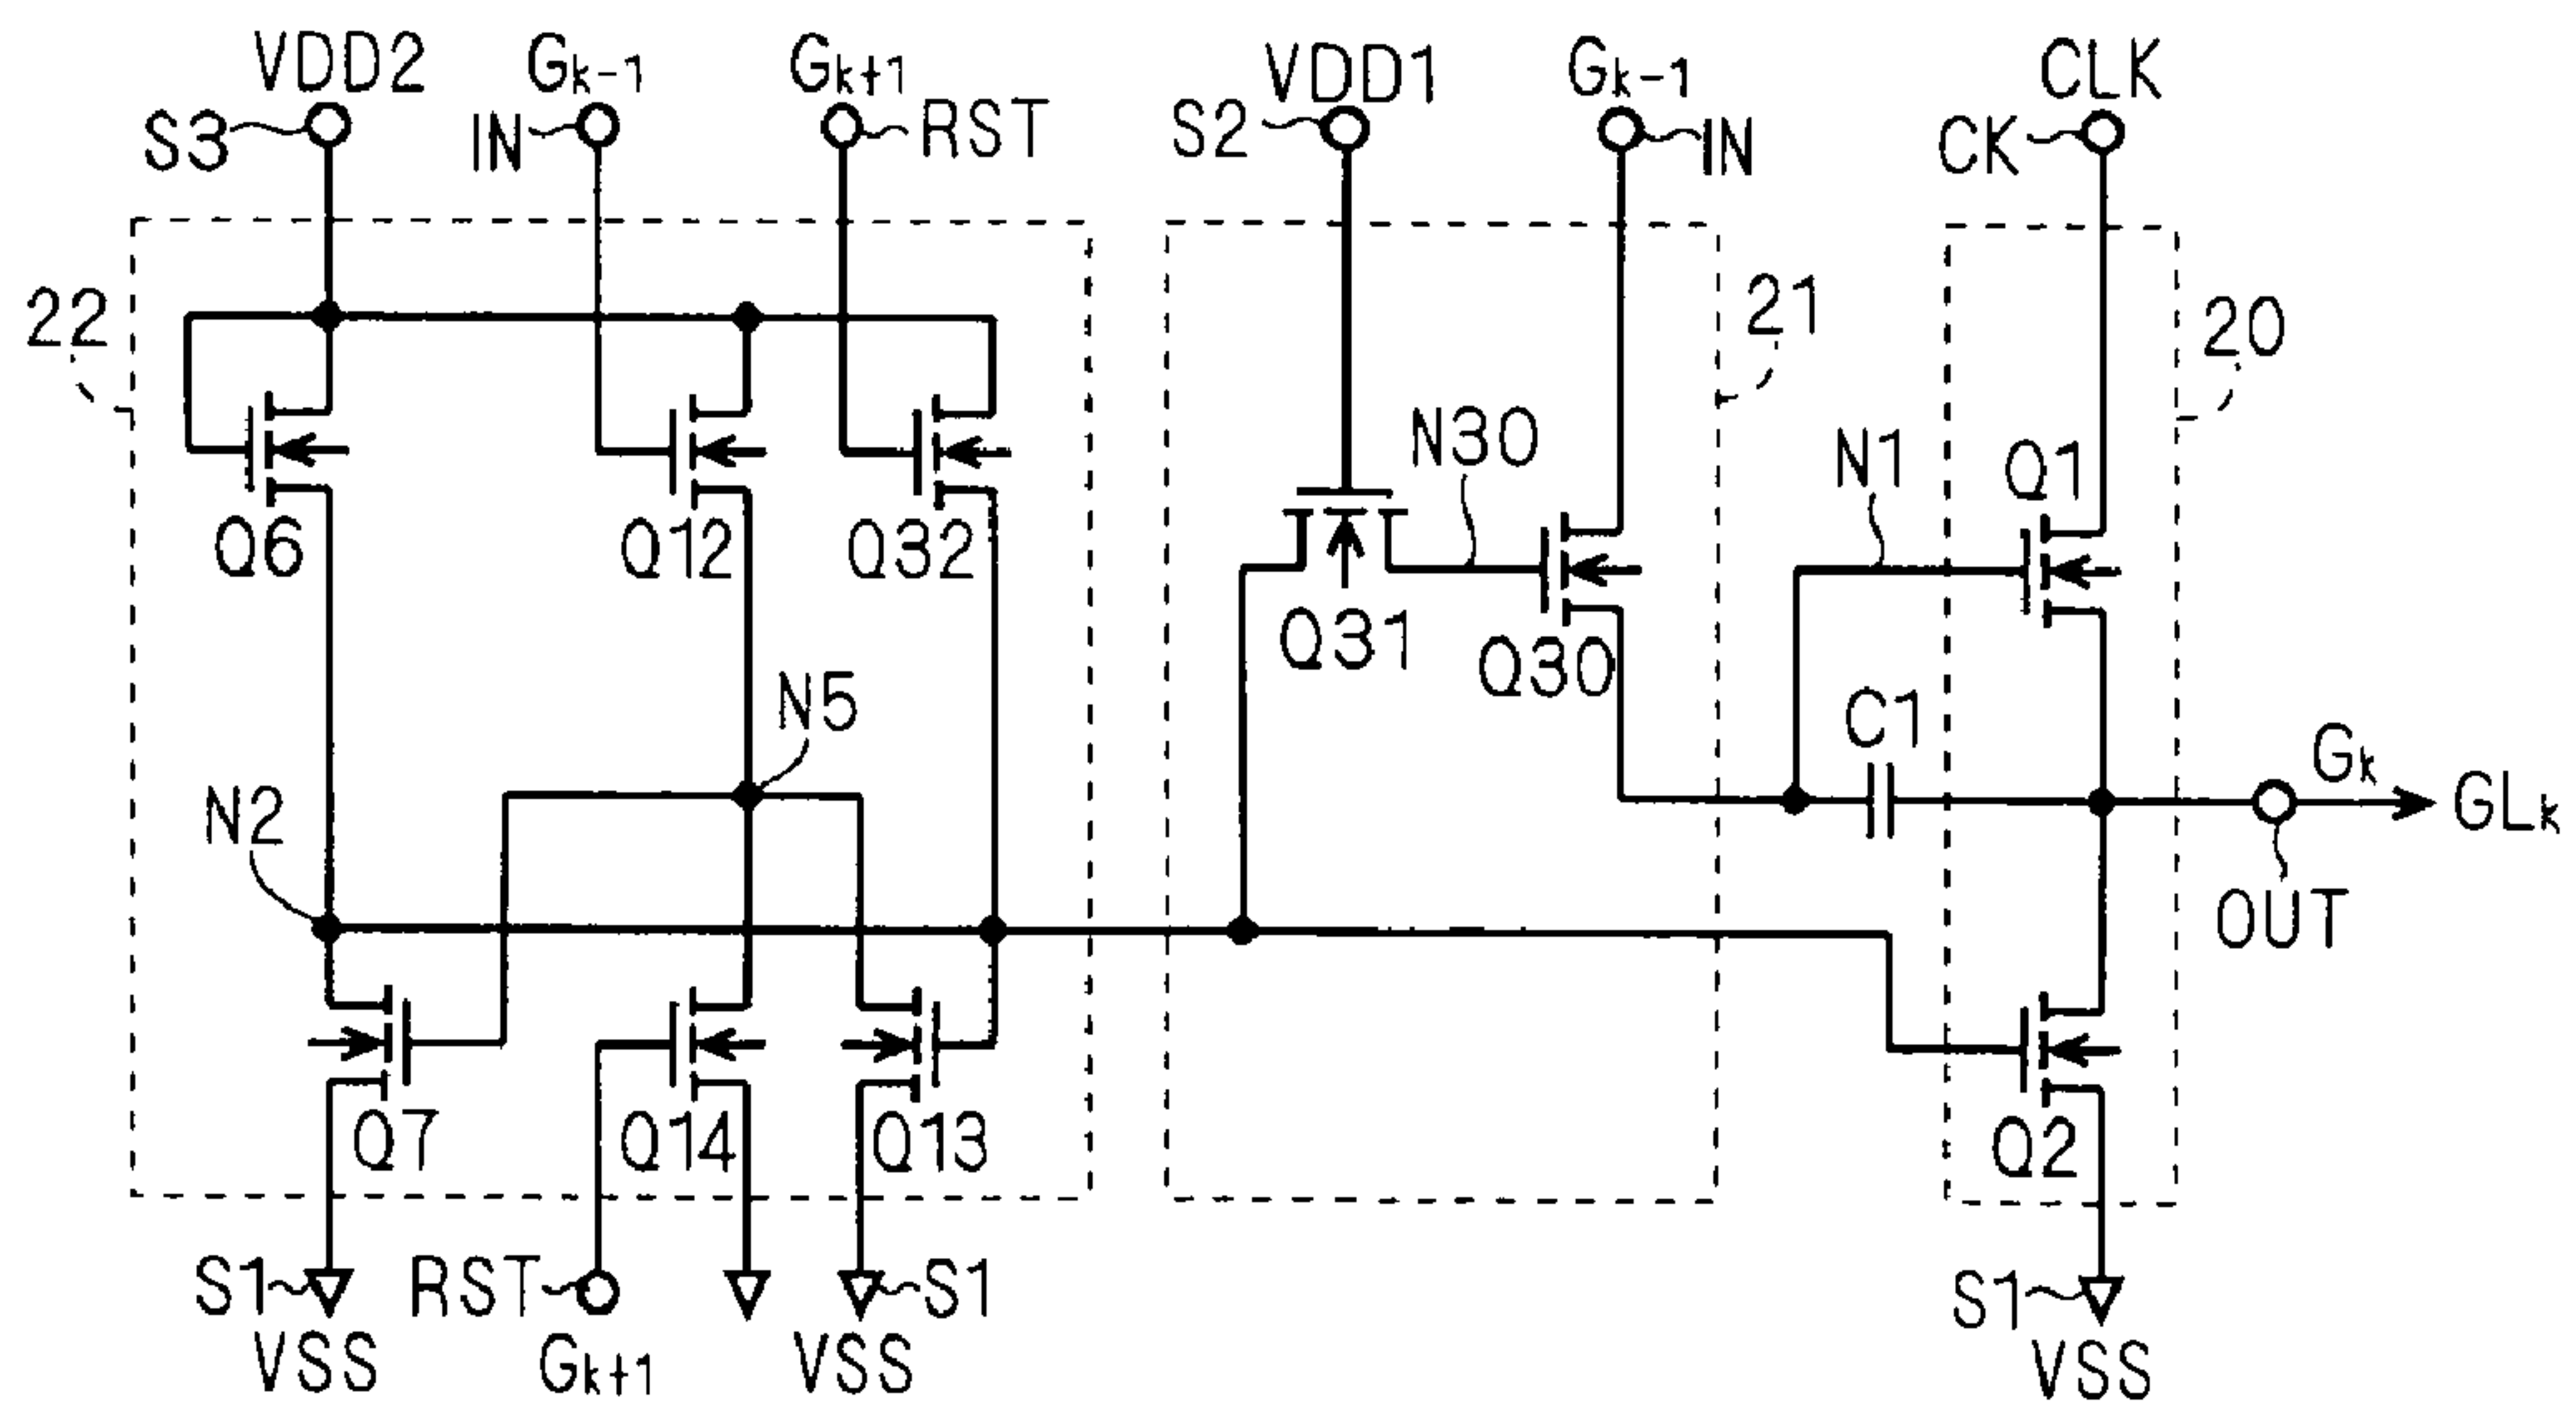 VDD2
Gk-1
Gk+1
VDD1
Gk-1
CLK
S3
IN
RST
S2
IN
CK
22
21
20
N30
N1
Q1
Q6
Q12
Q32
Q31
Q30
C1
N5
N2
Gk
GLk
OUT
Q7
Q14
Q13
Q2
S1
RST
S1
S1
VSS
Gk+1
VSS
VSS